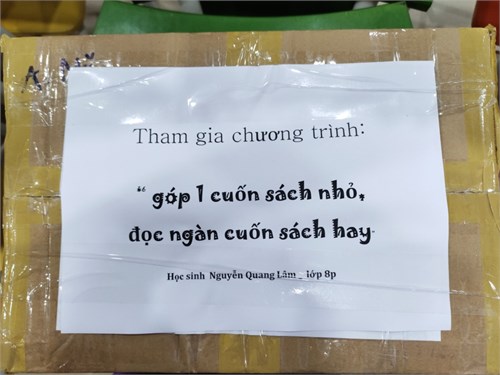 Tham gia chương trình:
“ góp 1 cuốn sách nhỏ,
đọc ngàn cuốn sách hay
Học sinh Nguyễn Quang Lâm _ lớp 8p